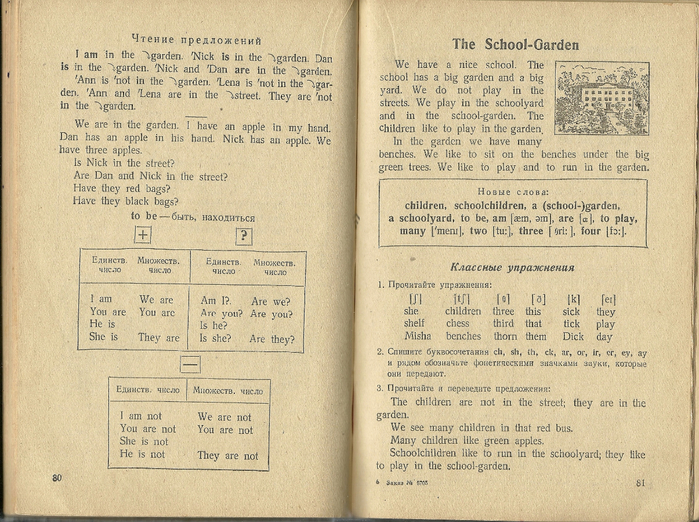 Чтение предложений
I am in the ↘garden. 'Nick is in the ↘garden. Dan
is in the ↘garden. 'Nick and 'Dan are in the ↘garden.
'Ann is 'not in the ↘garden. 'Lena is 'not in the ↘gar-
den. 'Ann and 'Lena are in the ↘street. 'They are 'not
in the ↘garden.
We are in the garden. I have an apple in my hand.
Dan has an apple in his hand. Nick has an apple. We
have three apples.
Is Nick in the street?
Are Dan and Nick in the street?
Have they red bags?
Have they black bags?
to be — быть, находиться
+ ?
Единств. число Множеств. число Единств. число Множеств. число
I am We are Am I? Are we?
You are You are Are you? Are you?
He is Is he?
She is They are Is she? Are they?
—
Единств. число Множеств. число
I am not We are not
You are not You are not
She is not
He is not They are not
80
The School-Garden
We have a nice school. The
school has a big garden and a big
yard. We do not play in the
streets. We play in the schoolyard
and in the school-garden. The
children like to play in the garden.
In the garden we have many
benches. We like to sit on the benches under the big
green trees. We like to play and to run in the garden.
Новые слова:
children, schoolchildren, a (school-)garden,
a schoolyard, to be, am [æm, əm], are [ɑ:], to play,
many ['menɪ], two [tu:], three [θri:], four [fɔ:].
Классные упражнения
1. Прочитайте упражнения:
[ʃ] [tʃ] [θ] [ð] [k] [eɪ]
she children three this sick they
shelf chess third that tick play
Misha benches thorn them Dick day
2. Спишите буквосочетания ch, sh, th, ck, ar, or, ir, er, ey, ay
и рядом обозначьте фонетическими значками звуки, которые
они передают.
3. Прочитайте и переведите предложения:
The children are not in the street; they are in the
garden.
We see many children in that red bus.
Many children like green apples.
Schoolchildren like to run in the schoolyard; they like
to play in the school-garden.
6 Заказ № 5705
81